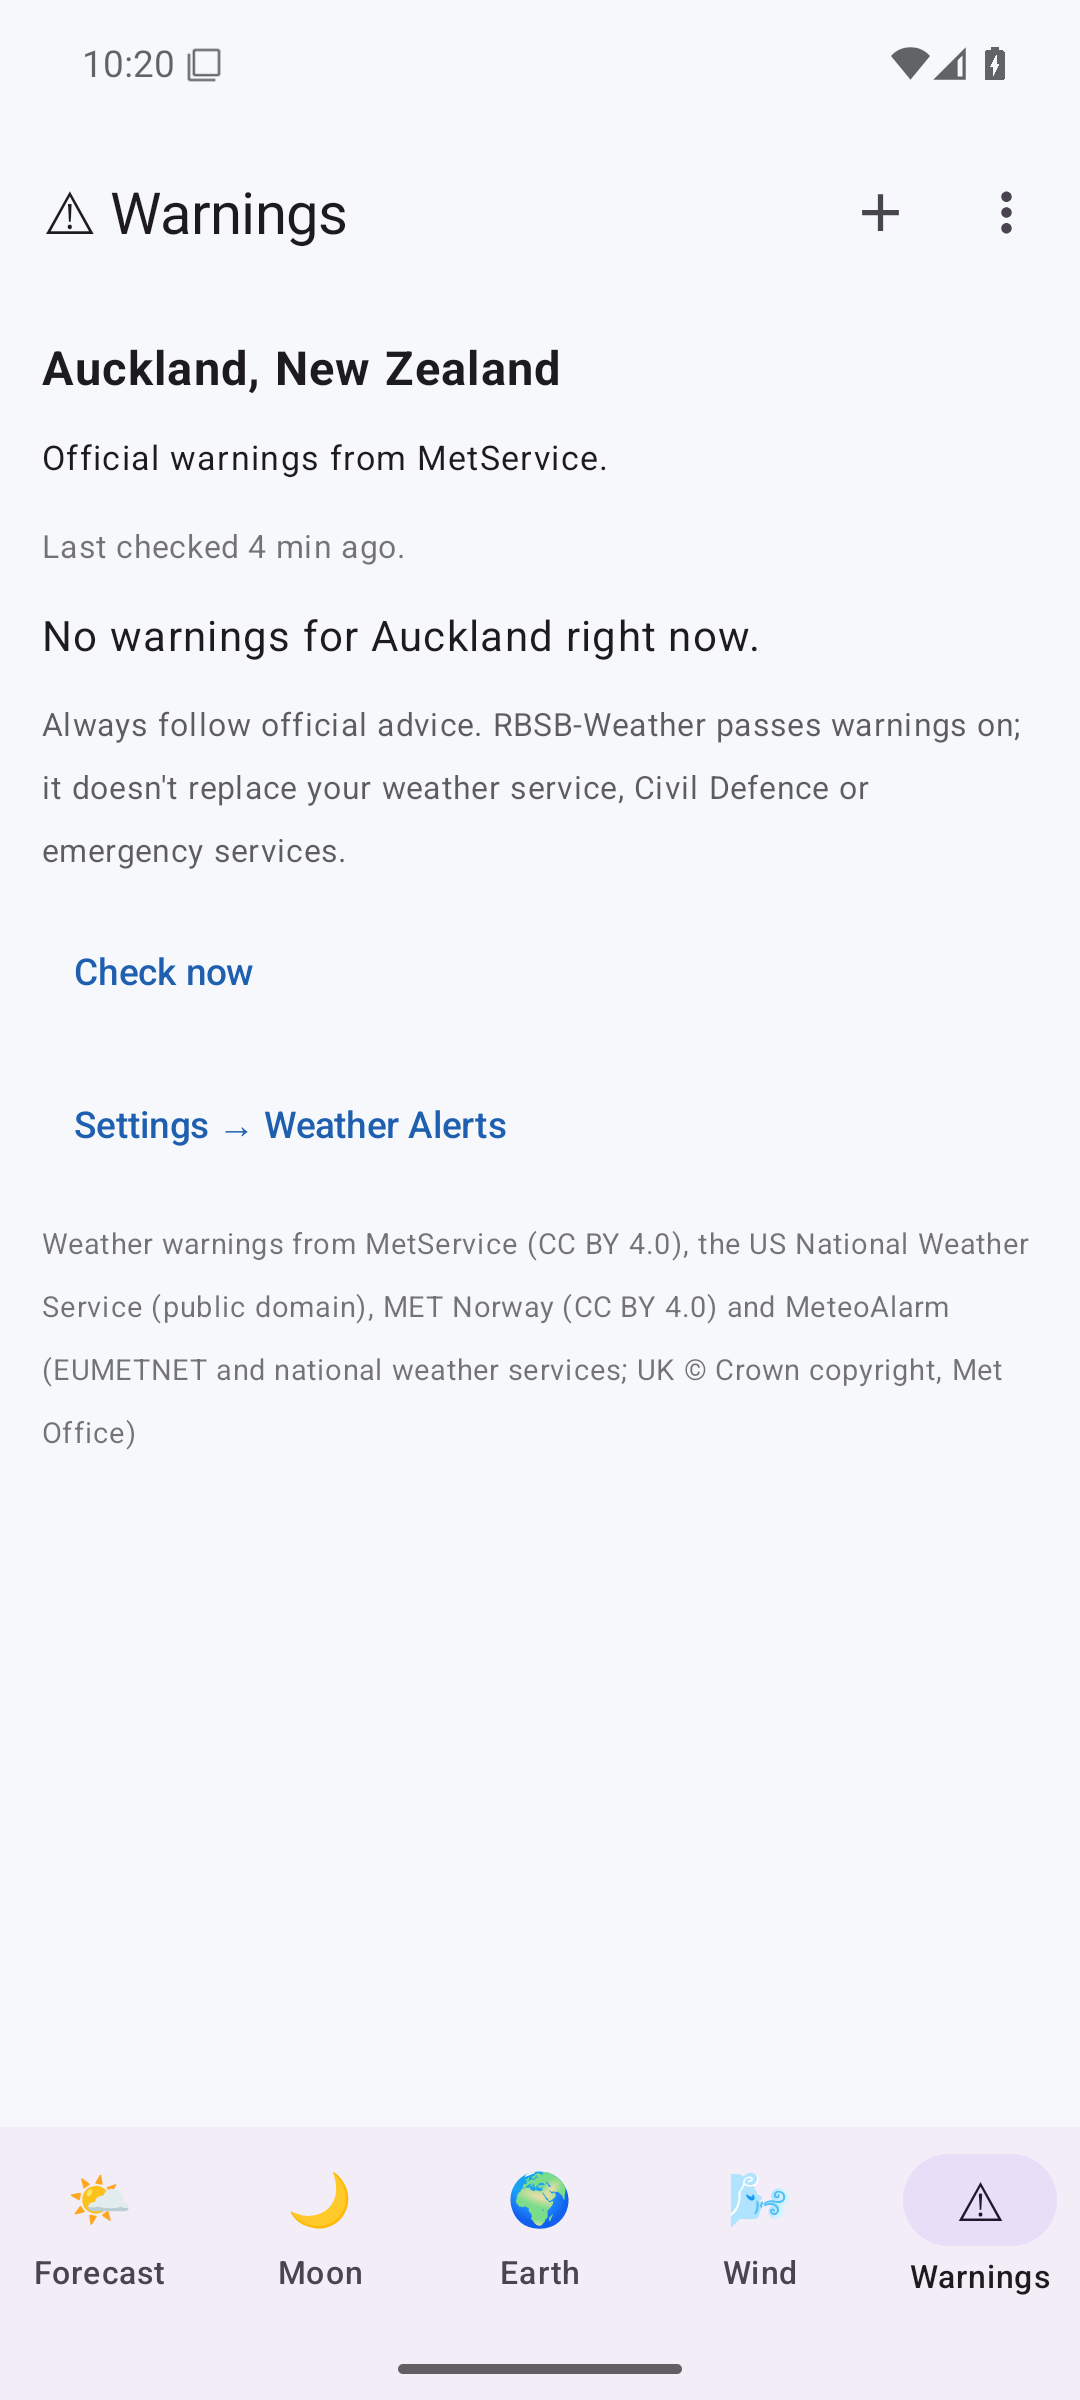 10:20
⚠ Warnings
Auckland, New Zealand
Official warnings from MetService.
Last checked 4 min ago.
No warnings for Auckland right now.
Always follow official advice. RBSB-Weather passes warnings on;
it doesn't replace your weather service, Civil Defence or
emergency services.
Check now
Settings → Weather Alerts
Weather warnings from MetService (CC BY 4.0), the US National Weather
Service (public domain), MET Norway (CC BY 4.0) and MeteoAlarm
(EUMETNET and national weather services; UK © Crown copyright, Met
Office)
Forecast Moon Earth Wind Warnings